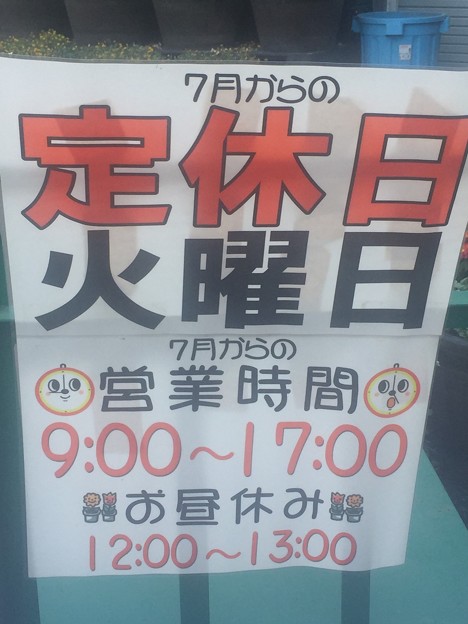 7月からの
定休日
火曜日
7月からの
営業時間
9:00～17:00
お昼休み
12:00～13:00